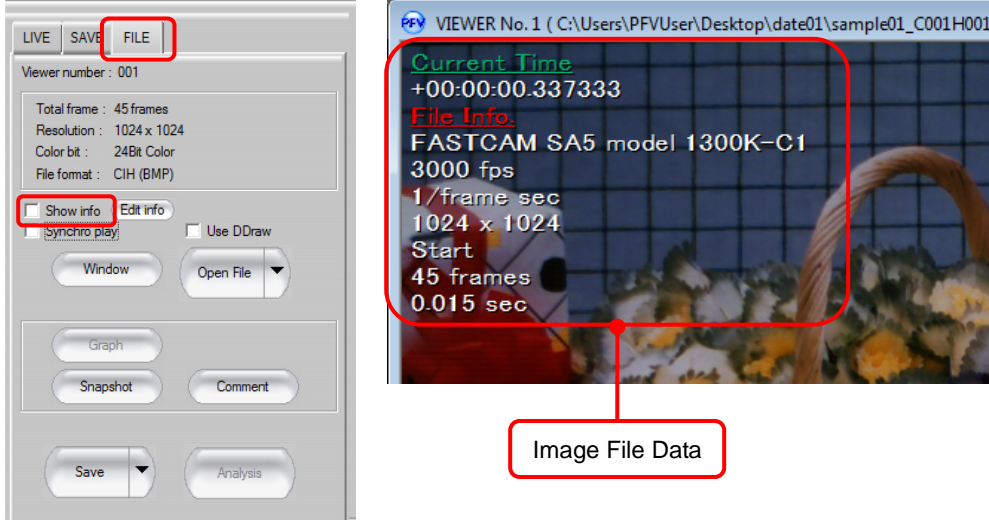 LIVE SAVE FILE
Viewer number : 001
Total frame : 45 frames
Resolution : 1024 x 1024
Color bit : 24Bit Color
File format : CIH (BMP)
Show info Edit info
Synchro play Use DDraw
Window Open File
Graph
Snapshot Comment
Save Analysis
PFV VIEWER No. 1 ( C:\Users\PFVUser\Desktop\date01\sample01_C001H001
Current Time
+00:00:00.337333
File Info.
FASTCAM SA5 model 1300K-C1
3000 fps
1/frame sec
1024 x 1024
Start
45 frames
0.015 sec
Image File Data